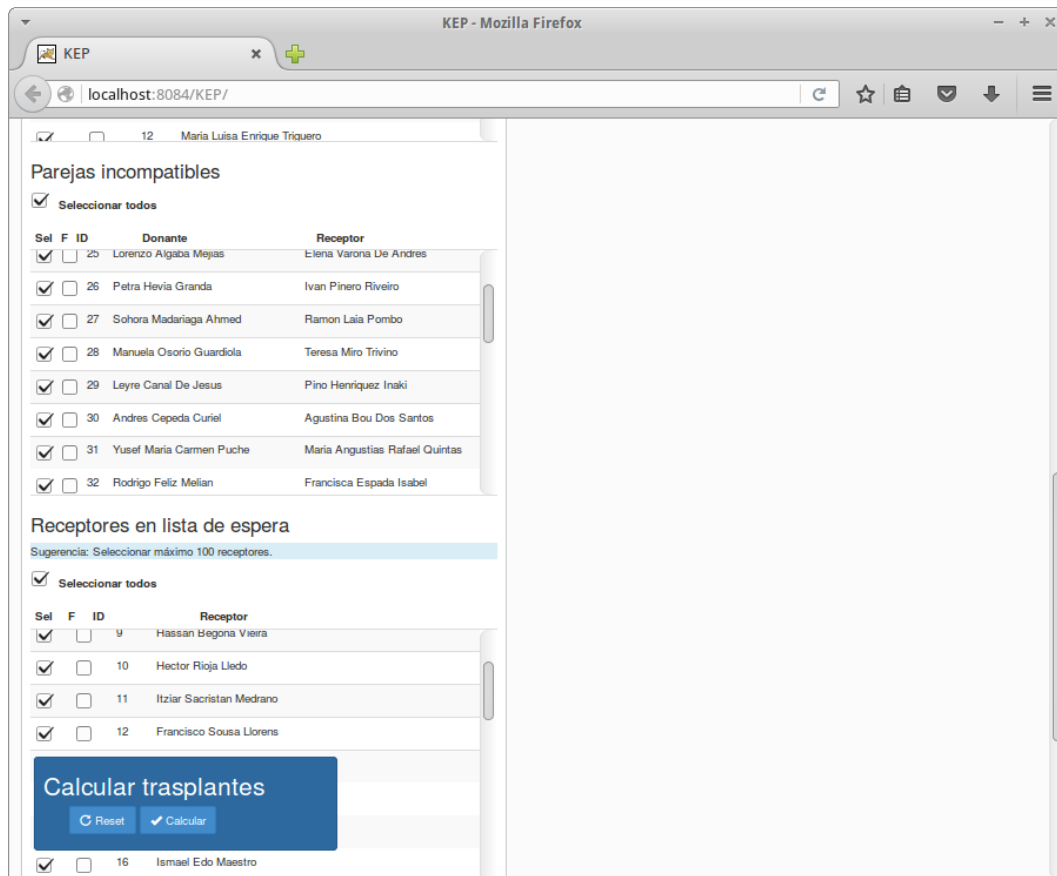 KEP - Mozilla Firefox
KEP
localhost:8084/KEP/
12 Maria Luisa Enrique Triguero
Parejas incompatibles
Seleccionar todos
Sel F ID Donante Receptor
25 Lorenzo Algaba Mejias Elena Varona De Andres
26 Petra Hevia Granda Ivan Pinero Riveiro
27 Sohora Madariaga Ahmed Ramon Laia Pombo
28 Manuela Osorio Guardiola Teresa Miro Trivino
29 Leyre Canal De Jesus Pino Henriquez Inaki
30 Andres Cepeda Curiel Agustina Bou Dos Santos
31 Yusef Maria Carmen Puche Maria Angustias Rafael Quintas
32 Rodrigo Feliz Melian Francisca Espada Isabel
Receptores en lista de espera
Sugerencia: Seleccionar máximo 100 receptores.
Seleccionar todos
Sel F ID Receptor
9 Hassan Begona Vieira
10 Hector Rioja Lledo
11 Itziar Sacristan Medrano
12 Francisco Sousa Llorens
Calcular trasplantes
Reset Calcular
16 Ismael Edo Maestro